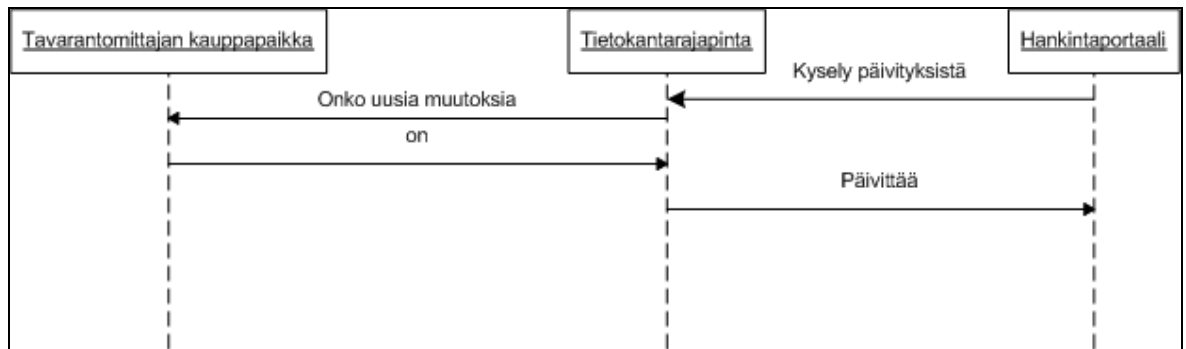 Tavarantomittajan kauppapaikka
Tietokantarajapinta
Hankintaportaali
Kysely päivityksistä
Onko uusia muutoksia
on
Päivittää